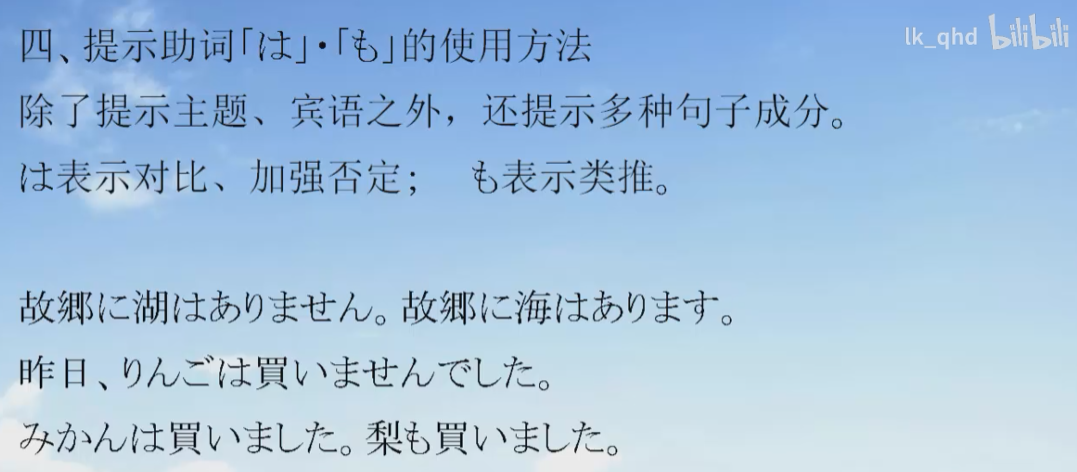 lk_qhd bilibili
四、提示助词「は」・「も」的使用方法
除了提示主题、宾语之外，还提示多种句子成分。
は表示对比、加强否定；　も表示类推。
故郷に湖はありません。故郷に海はあります。
昨日、りんごは買いませんでした。
みかんは買いました。梨も買いました。